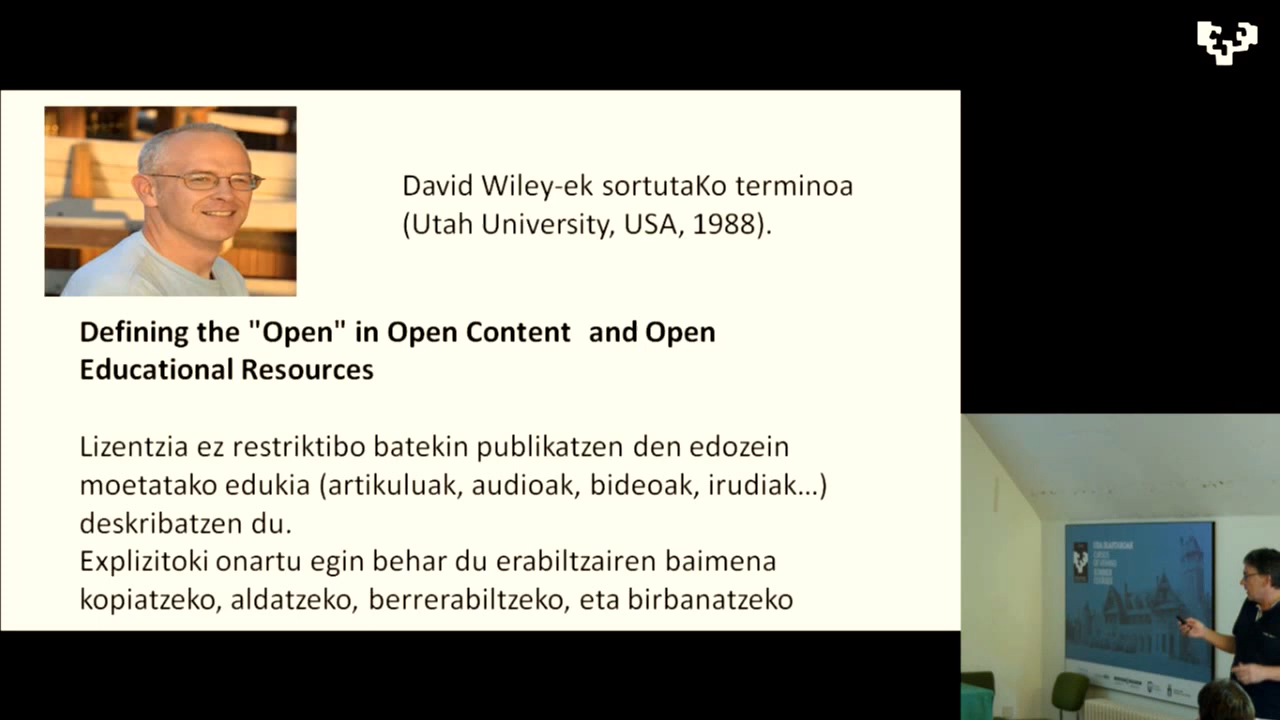 David Wiley-ek sortutaKo terminoa
(Utah University, USA, 1988).
Defining the "Open" in Open Content and Open
Educational Resources
Lizentzia ez restriktibo batekin publikatzen den edozein
moetatako edukia (artikuluak, audioak, bideoak, irudiak...)
deskribatzen du.
Explizitoki onartu egin behar du erabiltzairen baimena
kopiatzeko, aldatzeko, berrerabiltzeko, eta birbanatzeko